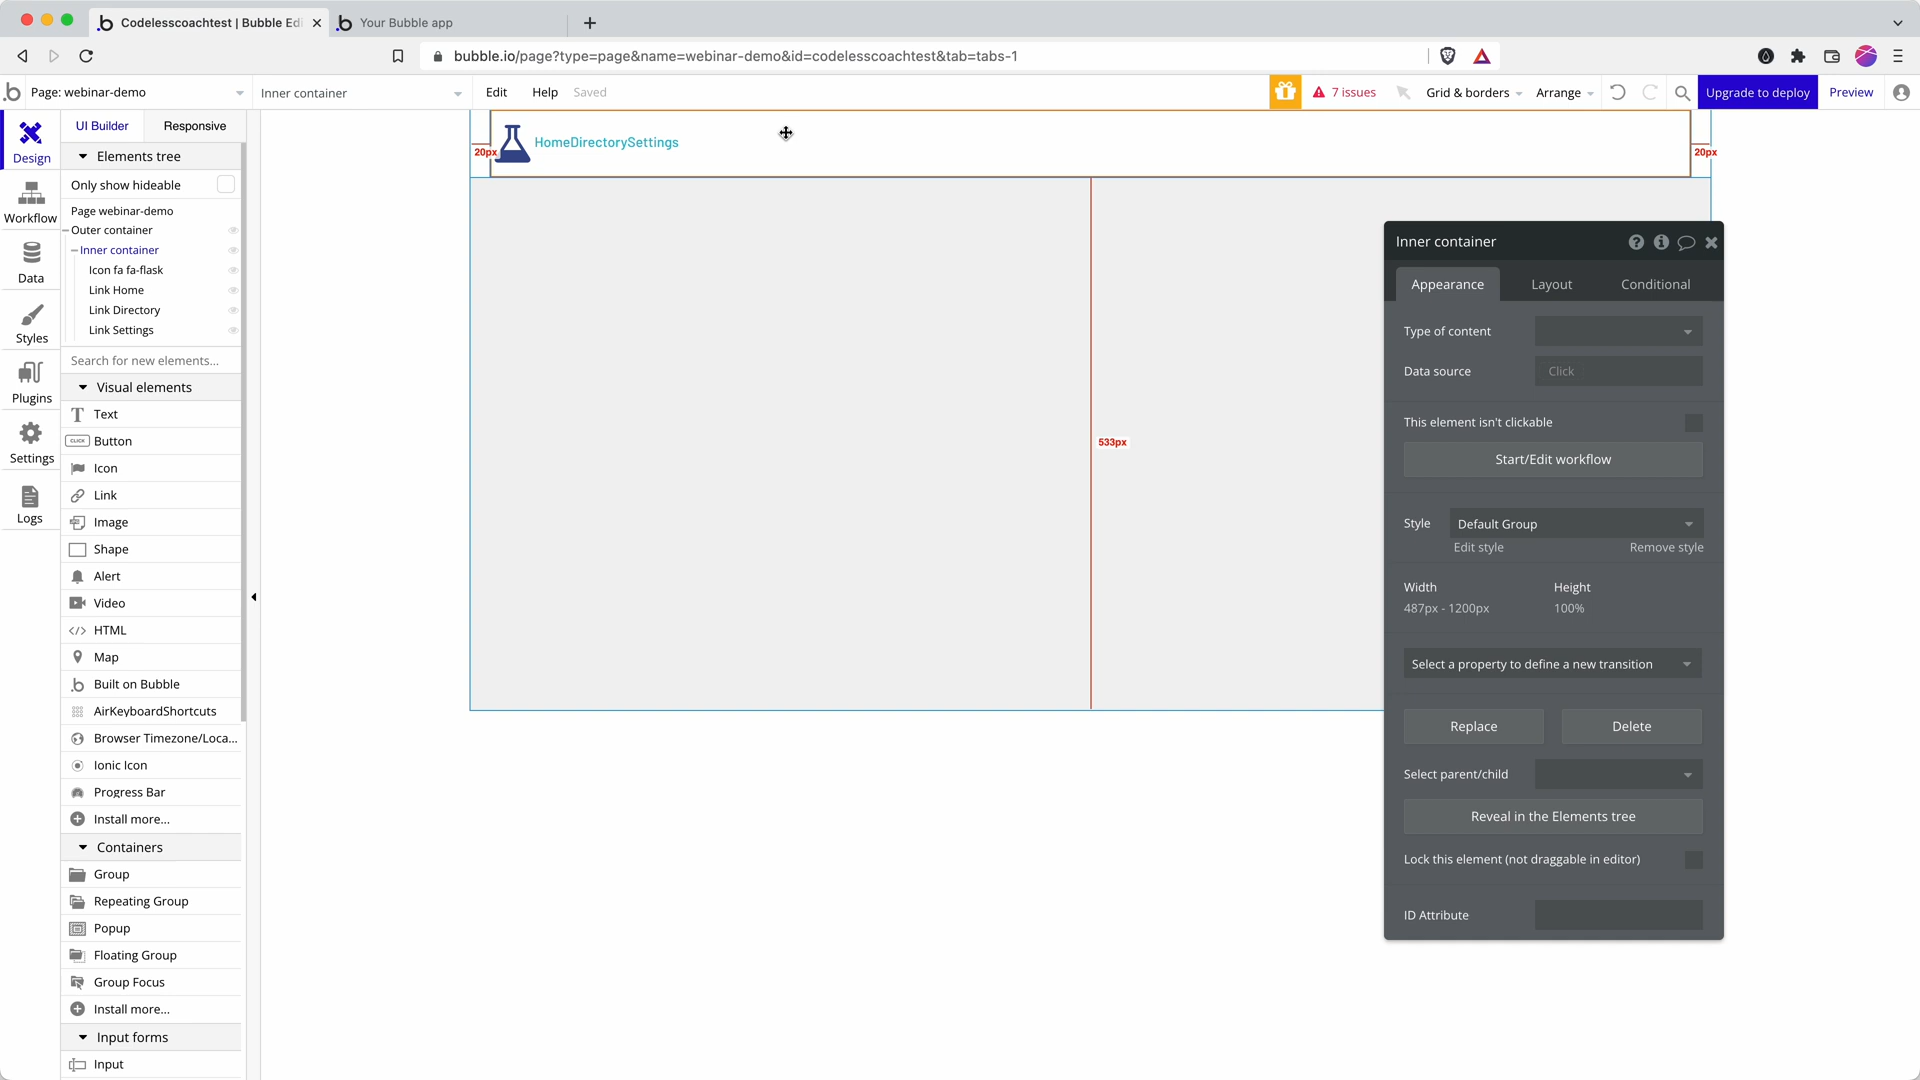 Codelesscoachtest | Bubble Edi
Your Bubble app
bubble.io/page?type=page&name=webinar-demo&id=codelesscoachtest&tab=tabs-1
Page: webinar-demo
Inner container
Edit
Help
Saved
7 issues
Grid & borders
Arrange
Upgrade to deploy
Preview
Design
Workflow
Data
Styles
Plugins
Settings
Logs
UI Builder
Responsive
Elements tree
Only show hideable
Page webinar-demo
Outer container
Inner container
Icon fa fa-flask
Link Home
Link Directory
Link Settings
Search for new elements...
Visual elements
Text
CLICK
Button
Icon
Link
Image
Shape
Alert
Video
HTML
Map
Built on Bubble
AirKeyboardShortcuts
Browser Timezone/Loca...
Ionic Icon
Progress Bar
Install more...
Containers
Group
Repeating Group
Popup
Floating Group
Group Focus
Install more...
Input forms
Input
20px
HomeDirectorySettings
20px
533px
Inner container
Appearance
Layout
Conditional
Type of content
Data source
Click
This element isn't clickable
Start/Edit workflow
Style
Default Group
Edit style
Remove style
Width
Height
487px - 1200px
100%
Select a property to define a new transition
Replace
Delete
Select parent/child
Reveal in the Elements tree
Lock this element (not draggable in editor)
ID Attribute